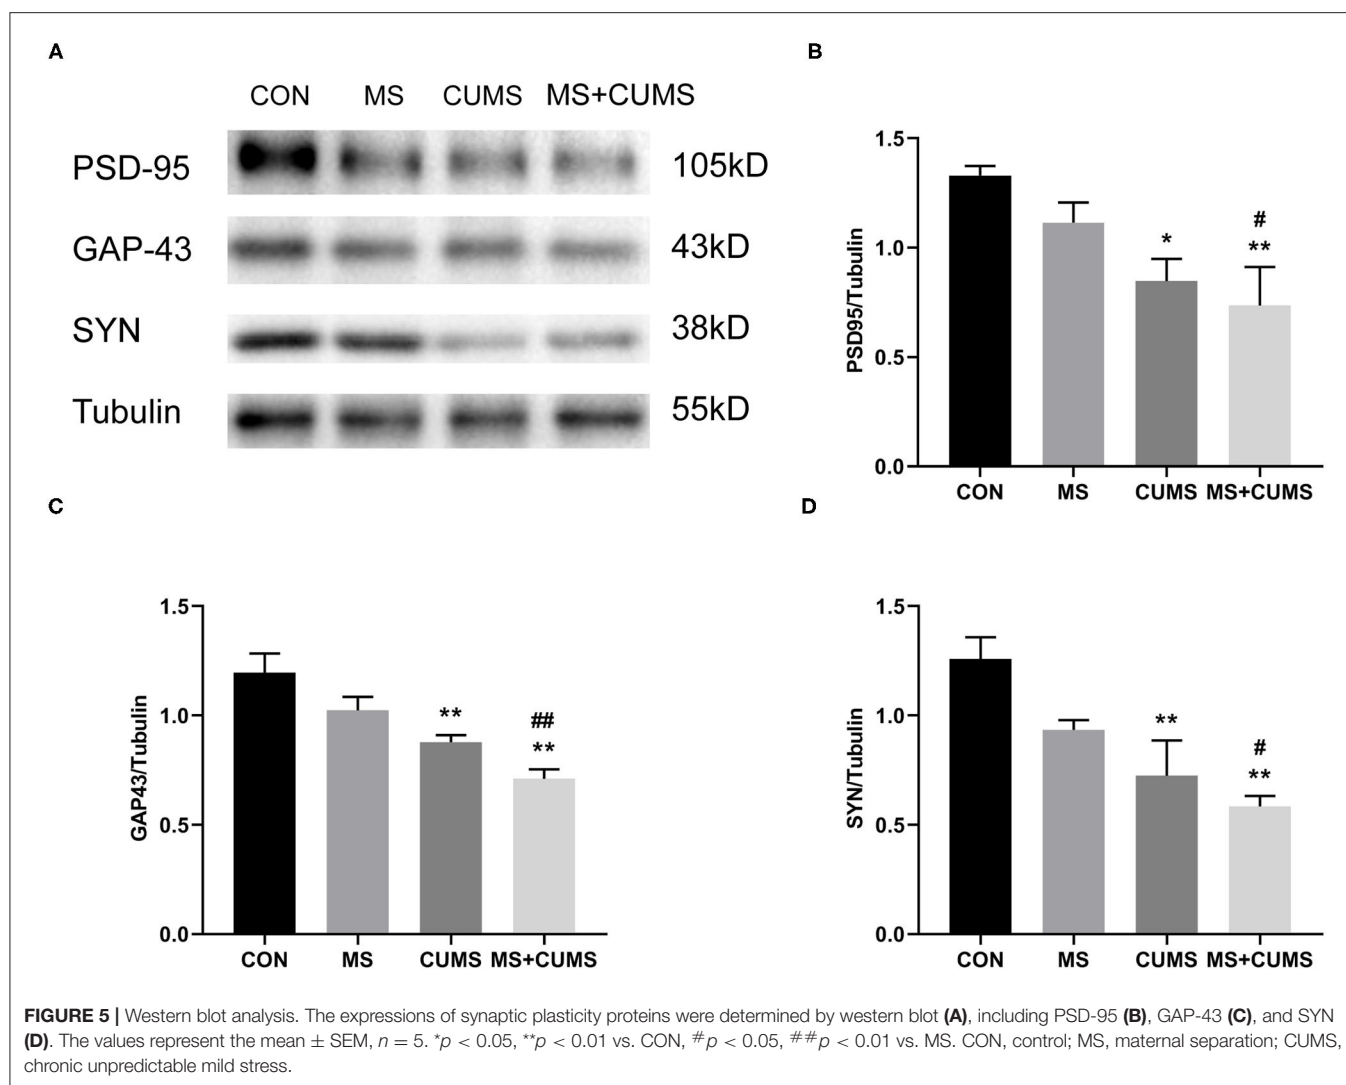 A
CON MS CUMS MS+CUMS
PSD-95 105kD
GAP-43 43kD
SYN 38kD
Tubulin 55kD
B
PSD95/Tubulin
1.5
1.0
0.5
0.0
*
#
**
CON MS CUMS MS+CUMS
C
GAP43/Tubulin
1.5
1.0
0.5
0.0
**
##
**
CON MS CUMS MS+CUMS
D
SYN/Tubulin
1.5
1.0
0.5
0.0
**
#
**
CON MS CUMS MS+CUMS
FIGURE 5 | Western blot analysis. The expressions of synaptic plasticity proteins were determined by western blot (A), including PSD-95 (B), GAP-43 (C), and SYN
(D). The values represent the mean ± SEM, n = 5. *p < 0.05, **p < 0.01 vs. CON, #p < 0.05, ##p < 0.01 vs. MS. CON, control; MS, maternal separation; CUMS,
chronic unpredictable mild stress.